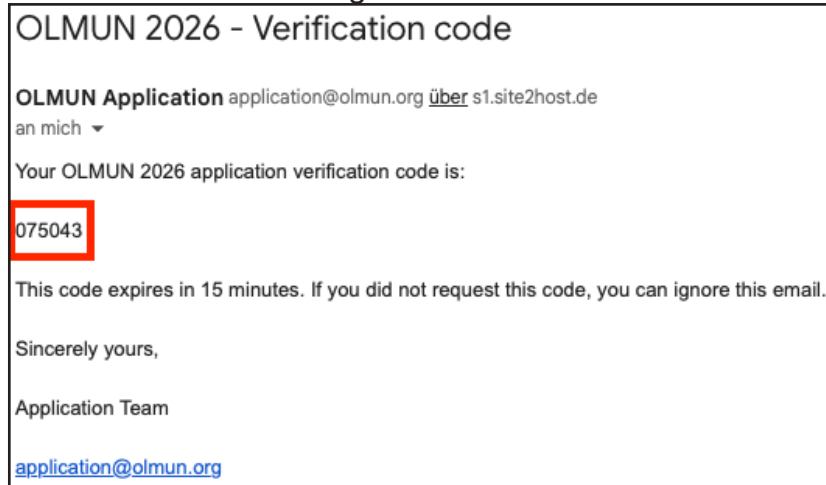 OLMUN 2026 - Verification code
OLMUN Application application@olmun.org über s1.site2host.de
an mich
Your OLMUN 2026 application verification code is:
075043
This code expires in 15 minutes. If you did not request this code, you can ignore this email.
Sincerely yours,
Application Team
application@olmun.org